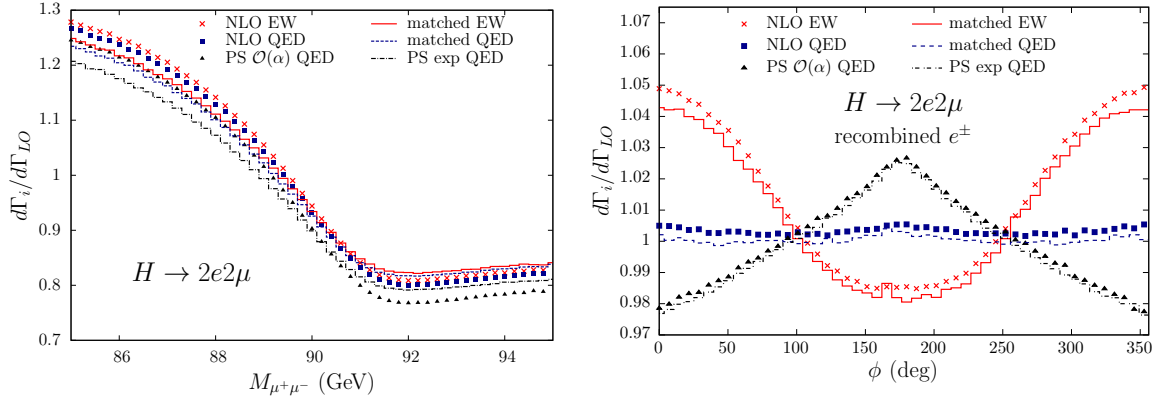 × NLO EW
■ NLO QED
▲ PS 𝒪(α) QED
matched EW
matched QED
PS exp QED
1.3
1.2
1.1
1
0.9
0.8
0.7
dΓ_i/dΓ_LO
H → 2e2μ
86 88 90 92 94
M_{μ⁺μ⁻} (GeV)
× NLO EW
■ NLO QED
▲ PS 𝒪(α) QED
matched EW
matched QED
PS exp QED
1.07
1.06
1.05
1.04
1.03
1.02
1.01
1
0.99
0.98
0.97
dΓ_i/dΓ_LO
H → 2e2μ
recombined e^±
0 50 100 150 200 250 300 350
ϕ (deg)